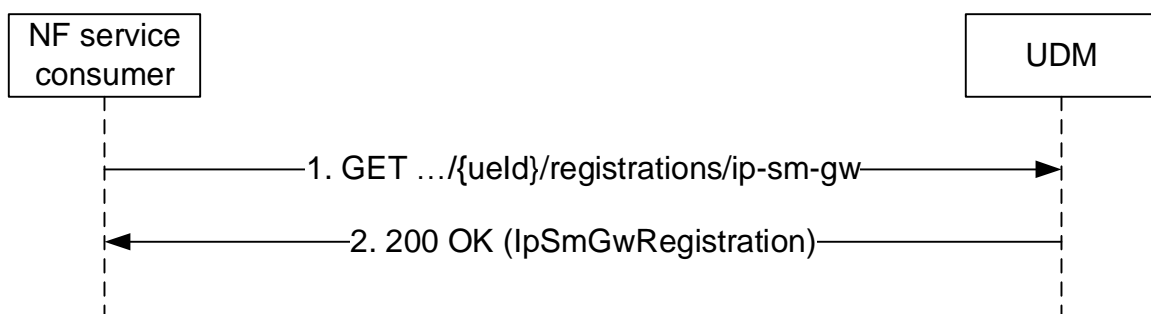 NF service
consumer
UDM
1. GET …/{ueId}/registrations/ip-sm-gw
2. 200 OK (IpSmGwRegistration)